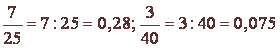 7/25 = 7 : 25 = 0,28; 3/40 = 3 : 40 = 0,075